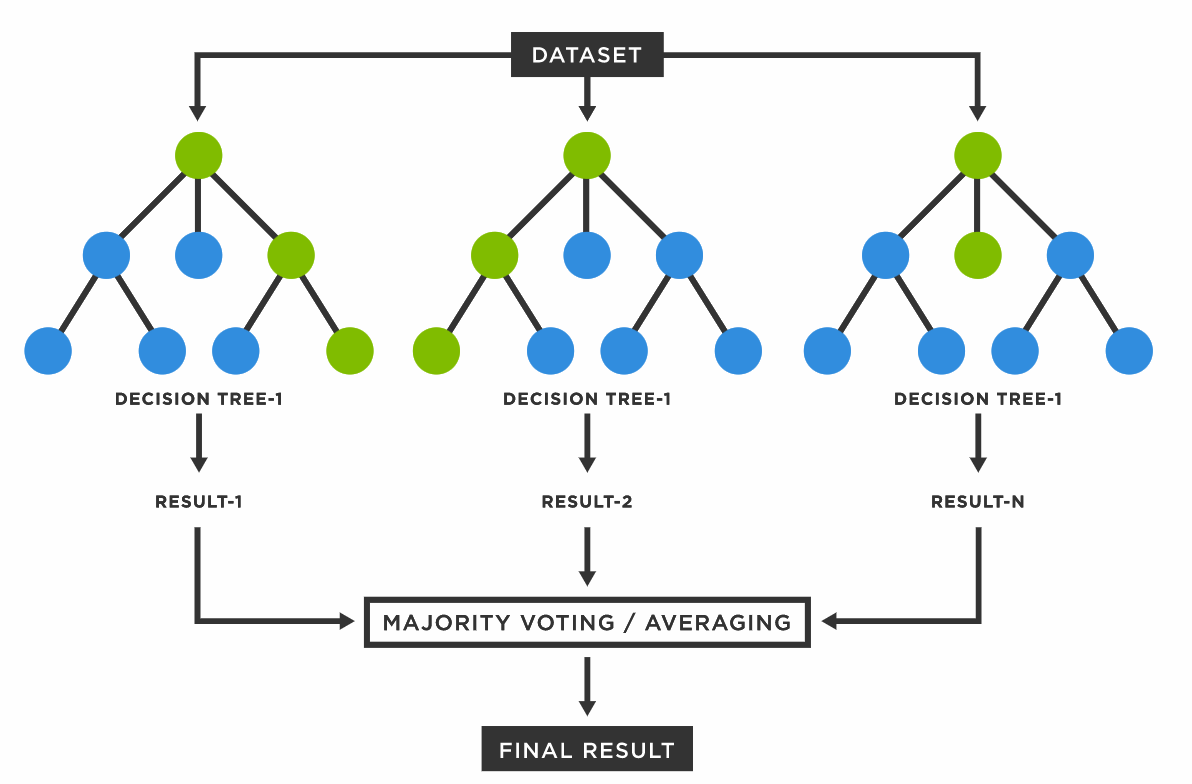 DATASET
DECISION TREE-1
DECISION TREE-1
DECISION TREE-1
RESULT-1
RESULT-2
RESULT-N
MAJORITY VOTING / AVERAGING
FINAL RESULT